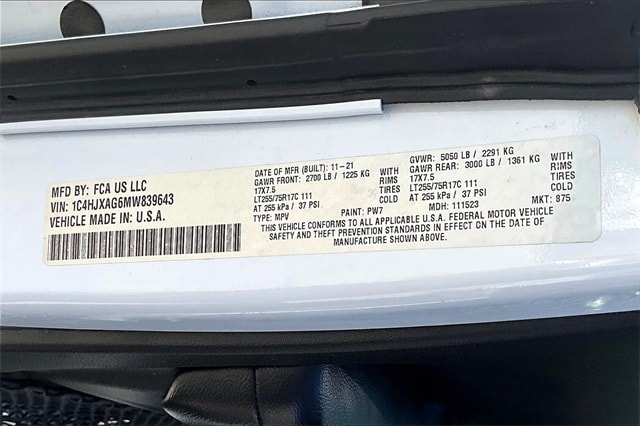 MFD BY: FCA US LLC
VIN: 1C4HJXAG6MW839643
VEHICLE MADE IN U.S.A.
DATE OF MFR (BUILT): 11-21
GAWR FRONT: 2700 LB / 1225 KG WITH
17X7.5 RIMS
LT255/75R17C 111 TIRES
AT 255 kPa / 37 PSI COLD
TYPE: MPV
PAINT: PW7
GVWR: 5050 LB / 2291 KG
GAWR REAR: 3000 LB / 1361 KG WITH
17X7.5 RIMS
LT255/75R17C 111 TIRES
AT 255 kPa / 37 PSI COLD
MDH: 111523
MKT: 875
THIS VEHICLE CONFORMS TO ALL APPLICABLE U.S.A. FEDERAL MOTOR VEHICLE
SAFETY AND THEFT PREVENTION STANDARDS IN EFFECT ON THE DATE OF
MANUFACTURE SHOWN ABOVE.